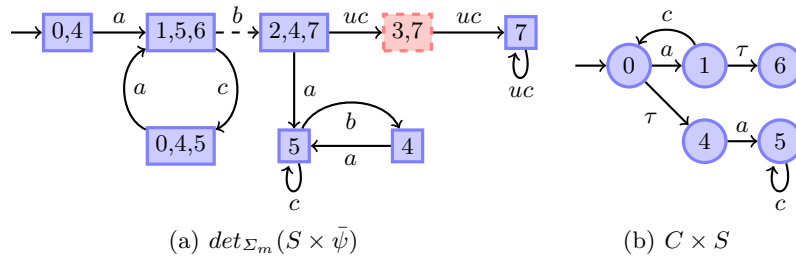 0,4 a 1,5,6 b 2,4,7 uc 3,7 uc 7
uc
a c a b
0,4,5 5 a 4
c
(a) det_{Σ_m}(S × ψ̄)
c
0 a 1 τ 6
τ
4 a 5
c
(b) C × S